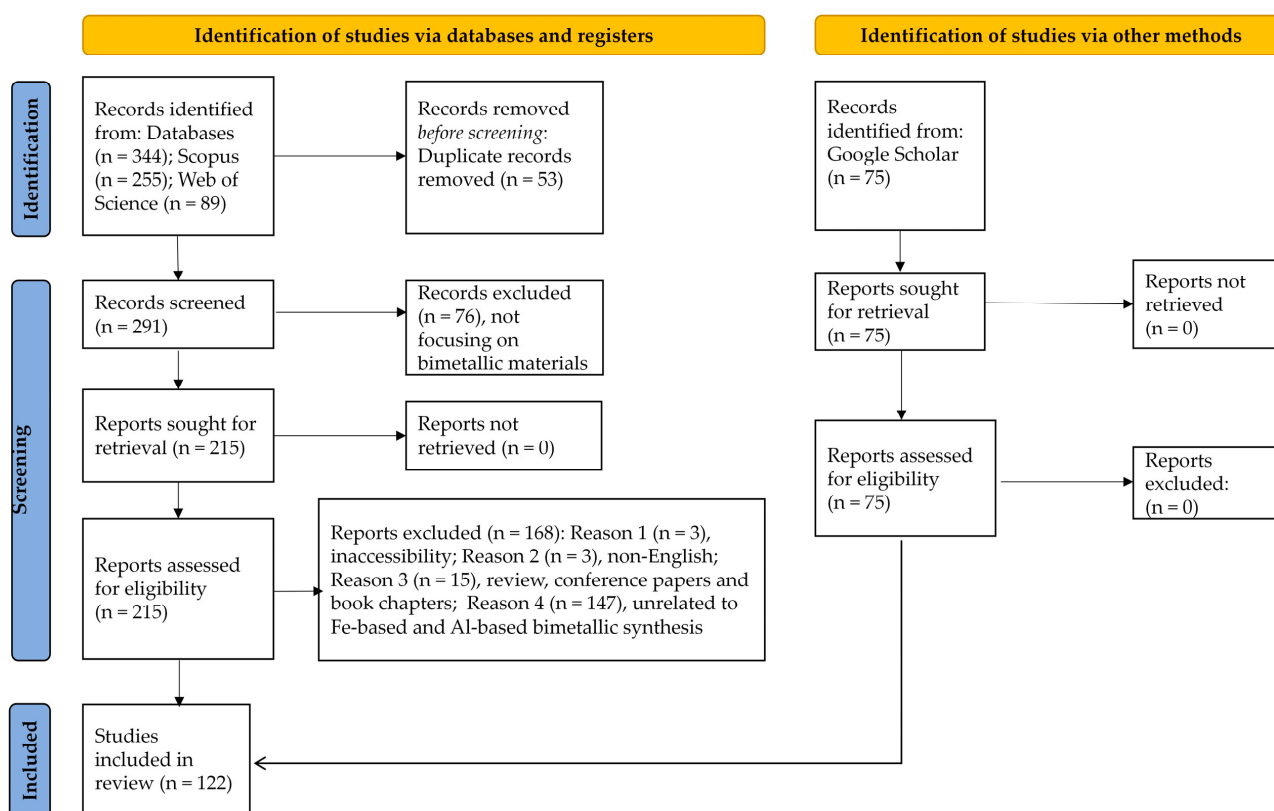 Identification of studies via databases and registers
Identification of studies via other methods
Identification
Records identified
from: Databases
(n = 344); Scopus
(n = 255); Web of
Science (n = 89)
Records removed
before screening:
Duplicate records
removed (n = 53)
Records
identified from:
Google Scholar
(n = 75)
Screening
Records screened
(n = 291)
Records excluded
(n = 76), not
focusing on
bimetallic materials
Reports sought
for retrieval
(n = 75)
Reports not
retrieved
(n = 0)
Reports sought for
retrieval (n = 215)
Reports not
retrieved (n = 0)
Reports assessed
for eligibility
(n = 215)
Reports excluded (n = 168): Reason 1 (n = 3),
inaccessibility; Reason 2 (n = 3), non-English;
Reason 3 (n = 15), review, conference papers and
book chapters; Reason 4 (n = 147), unrelated to
Fe-based and Al-based bimetallic synthesis
Reports assessed
for eligibility
(n = 75)
Reports
excluded:
(n = 0)
Included
Studies
included in
review (n = 122)